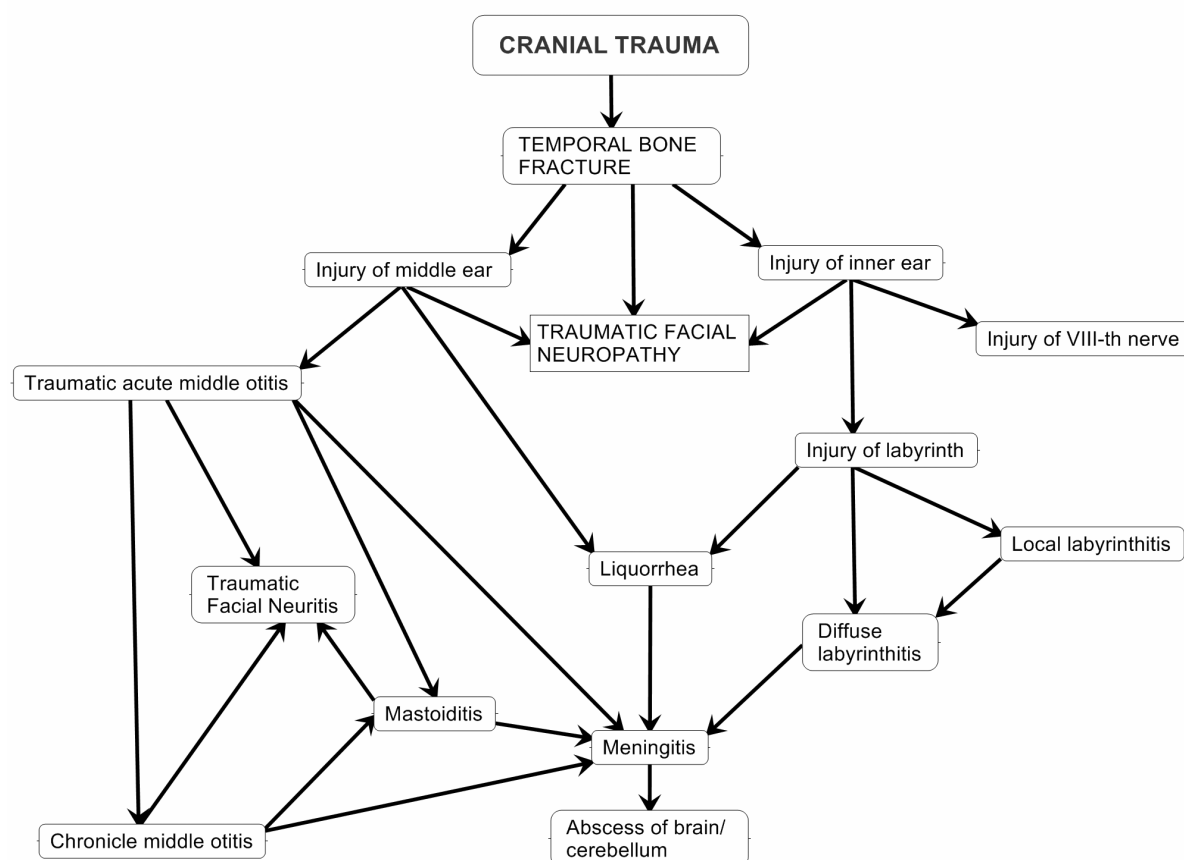 CRANIAL TRAUMA
TEMPORAL BONE
FRACTURE
Injury of middle ear
Injury of inner ear
TRAUMATIC FACIAL
NEUROPATHY
Injury of VIII-th nerve
Traumatic acute middle otitis
Injury of labyrinth
Local labyrinthitis
Liquorrhea
Traumatic
Facial Neuritis
Diffuse
labyrinthitis
Mastoiditis
Meningitis
Chronicle middle otitis
Abscess of brain/
cerebellum